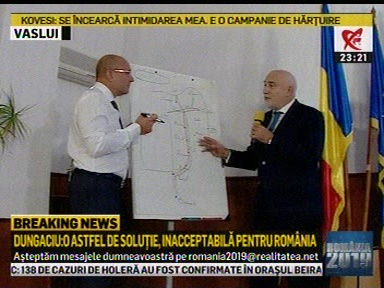 KOVESI: SE ÎNCEARCĂ INTIMIDAREA MEA. E O CAMPANIE DE HĂRȚUIRE
VASLUI
23:21
BREAKING NEWS
DUNGACIU: O ASTFEL DE SOLUȚIE, INACCEPTABILĂ PENTRU ROMÂNIA
Așteptăm mesajele dumneavoastră pe romania2019@realitatea.net
C: 138 DE CAZURI DE HOLERĂ AU FOST CONFIRMATE ÎN ORAȘUL BEIRA
ROMÂNIA
2019